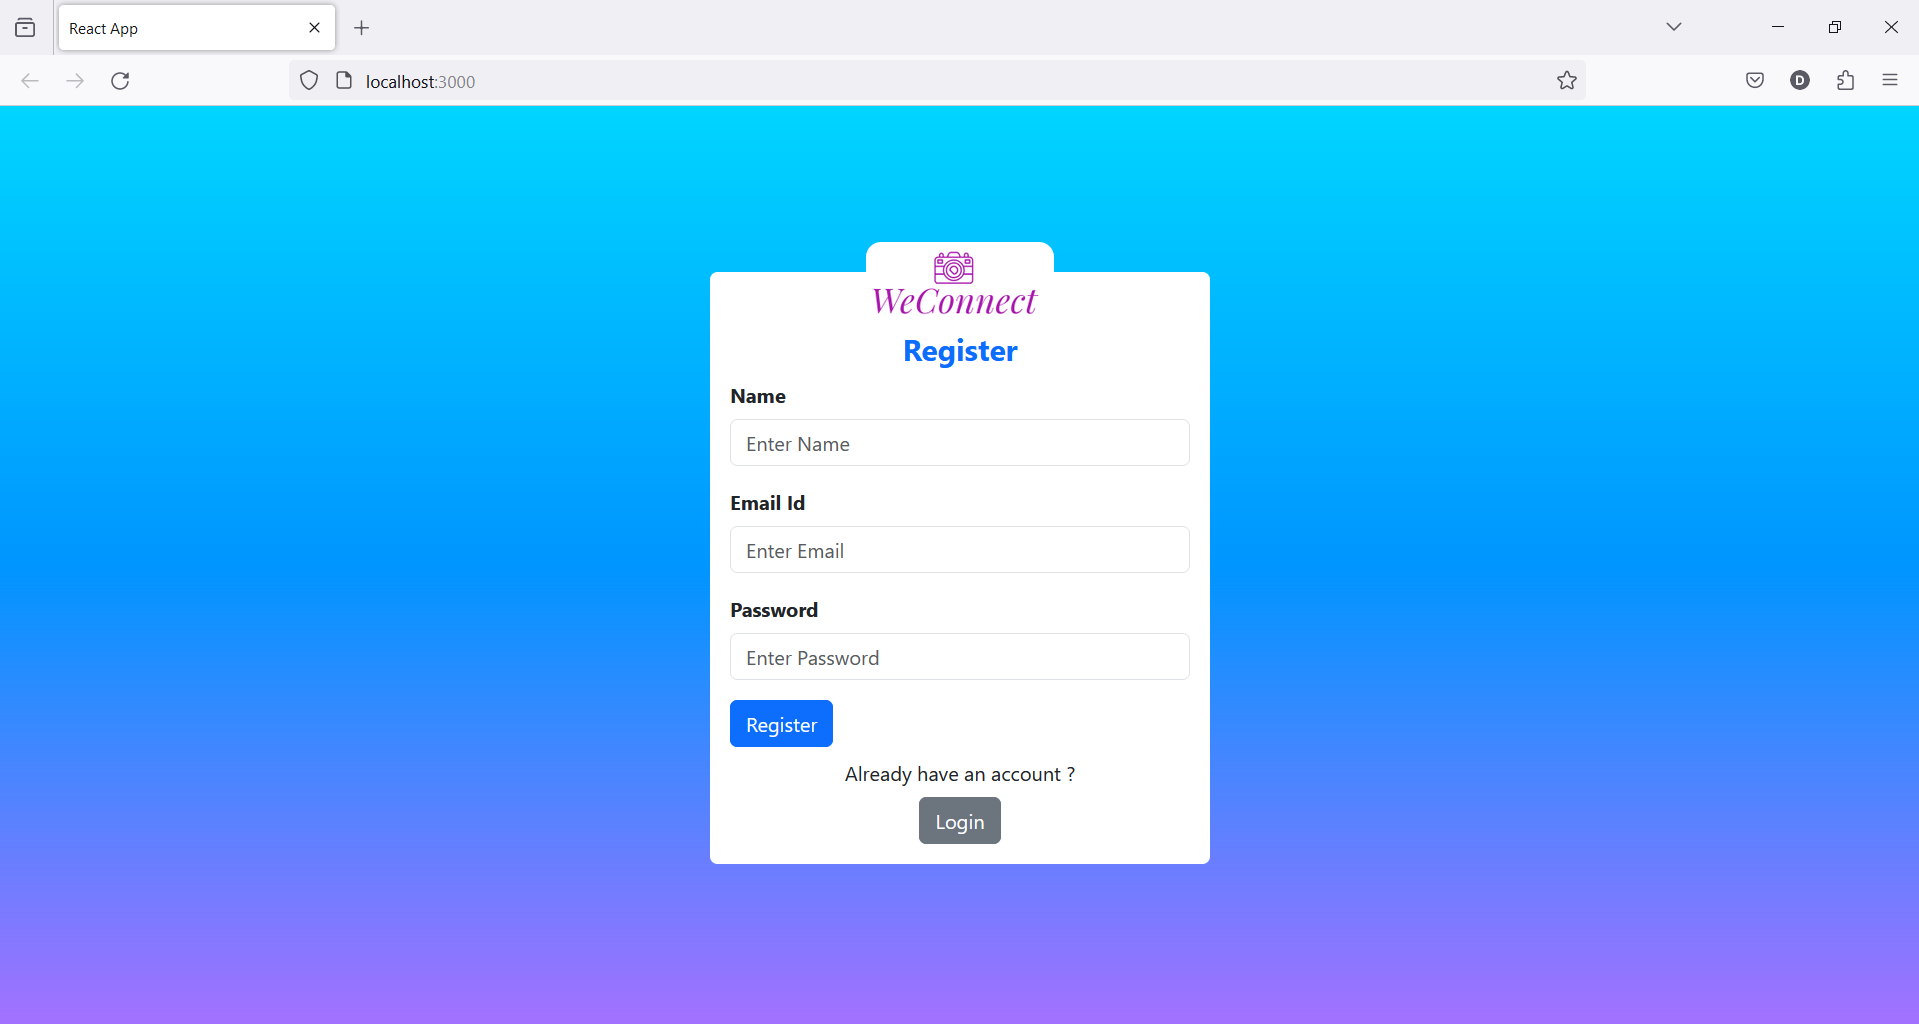 React App
localhost:3000
D
WeConnect
Register
Name
Enter Name
Email Id
Enter Email
Password
Enter Password
Register
Already have an account ?
Login